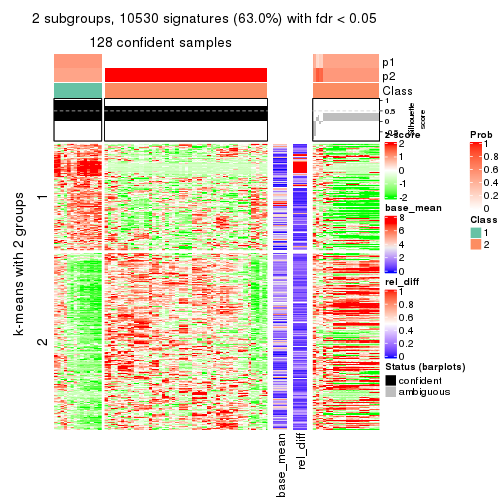 2 subgroups, 10530 signatures (63.0%) with fdr < 0.05
128 confident samples
p1
p2
Class
1
0.5
0
-0.5
Silhouette
score
k-means with 2 groups
1
2
base_mean
rel_diff
z-score
2
1
0
-1
-2
base_mean
8
6
4
2
0
rel_diff
1
0.8
0.6
0.4
0.2
0
Status (barplots)
confident
ambiguous
Prob
1
0.8
0.6
0.4
0.2
0
Class
1
2